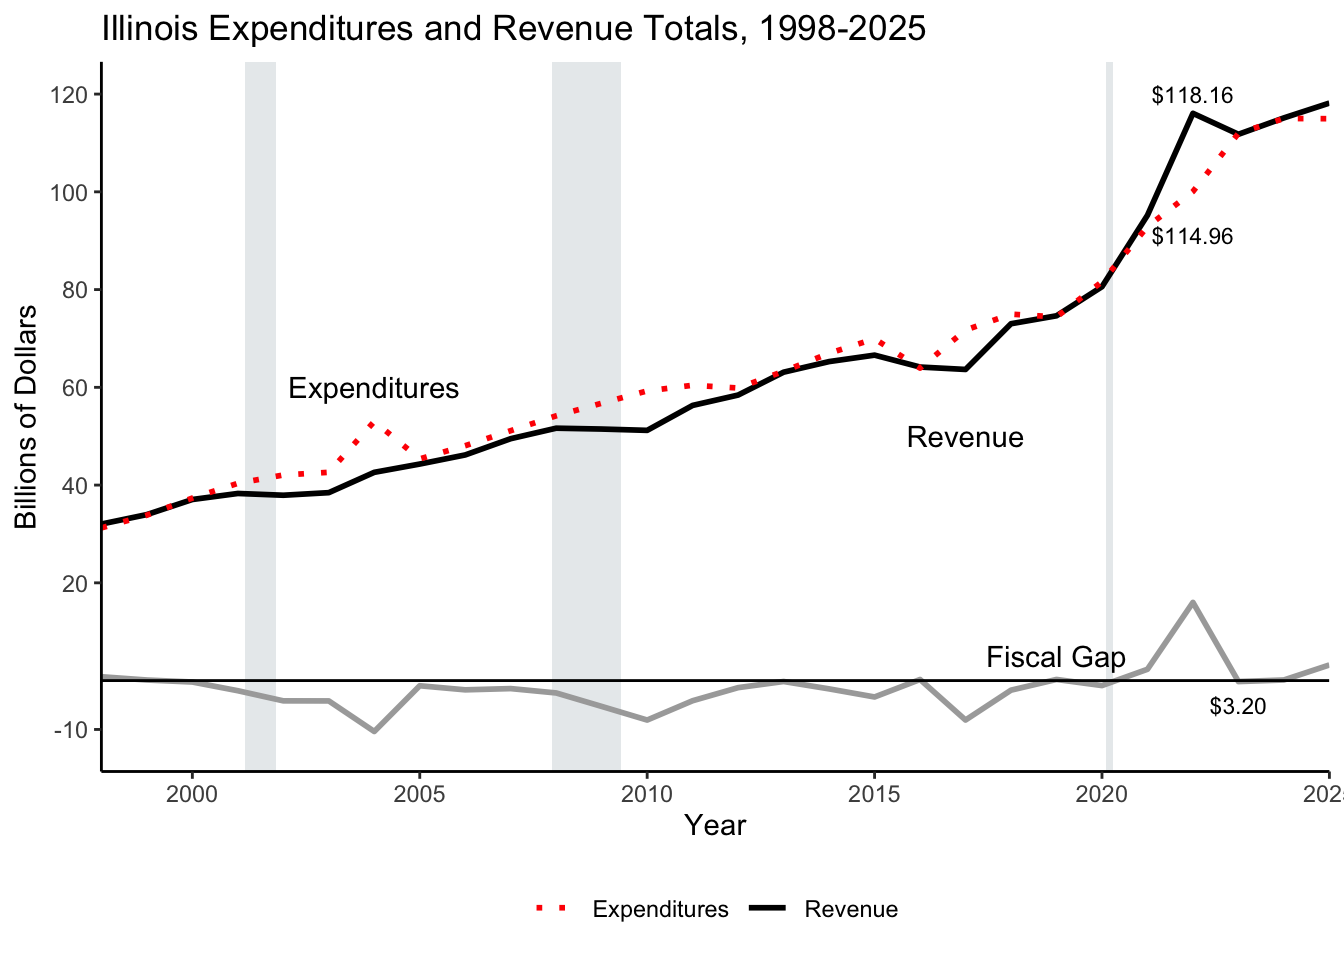 Illinois Expenditures and Revenue Totals, 1998-2025
Billions of Dollars
120
100
80
60
40
20
-10
$118.16
$114.96
Expenditures
Revenue
Fiscal Gap
$3.20
2000
2005
2010
2015
2020
202
Year
Expenditures
Revenue